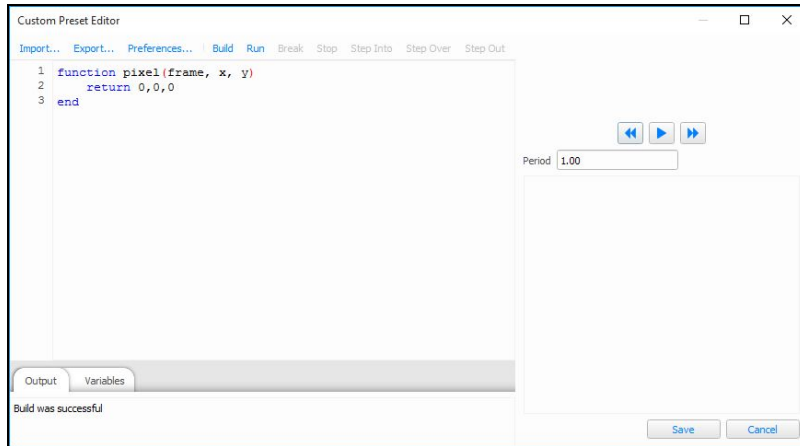 Custom Preset Editor
Import... Export... Preferences... Build Run Break Stop Step Into Step Over Step Out
1 function pixel(frame, x, y)
2 return 0,0,0
3 end
Period 1.00
Output Variables
Build was successful
Save Cancel